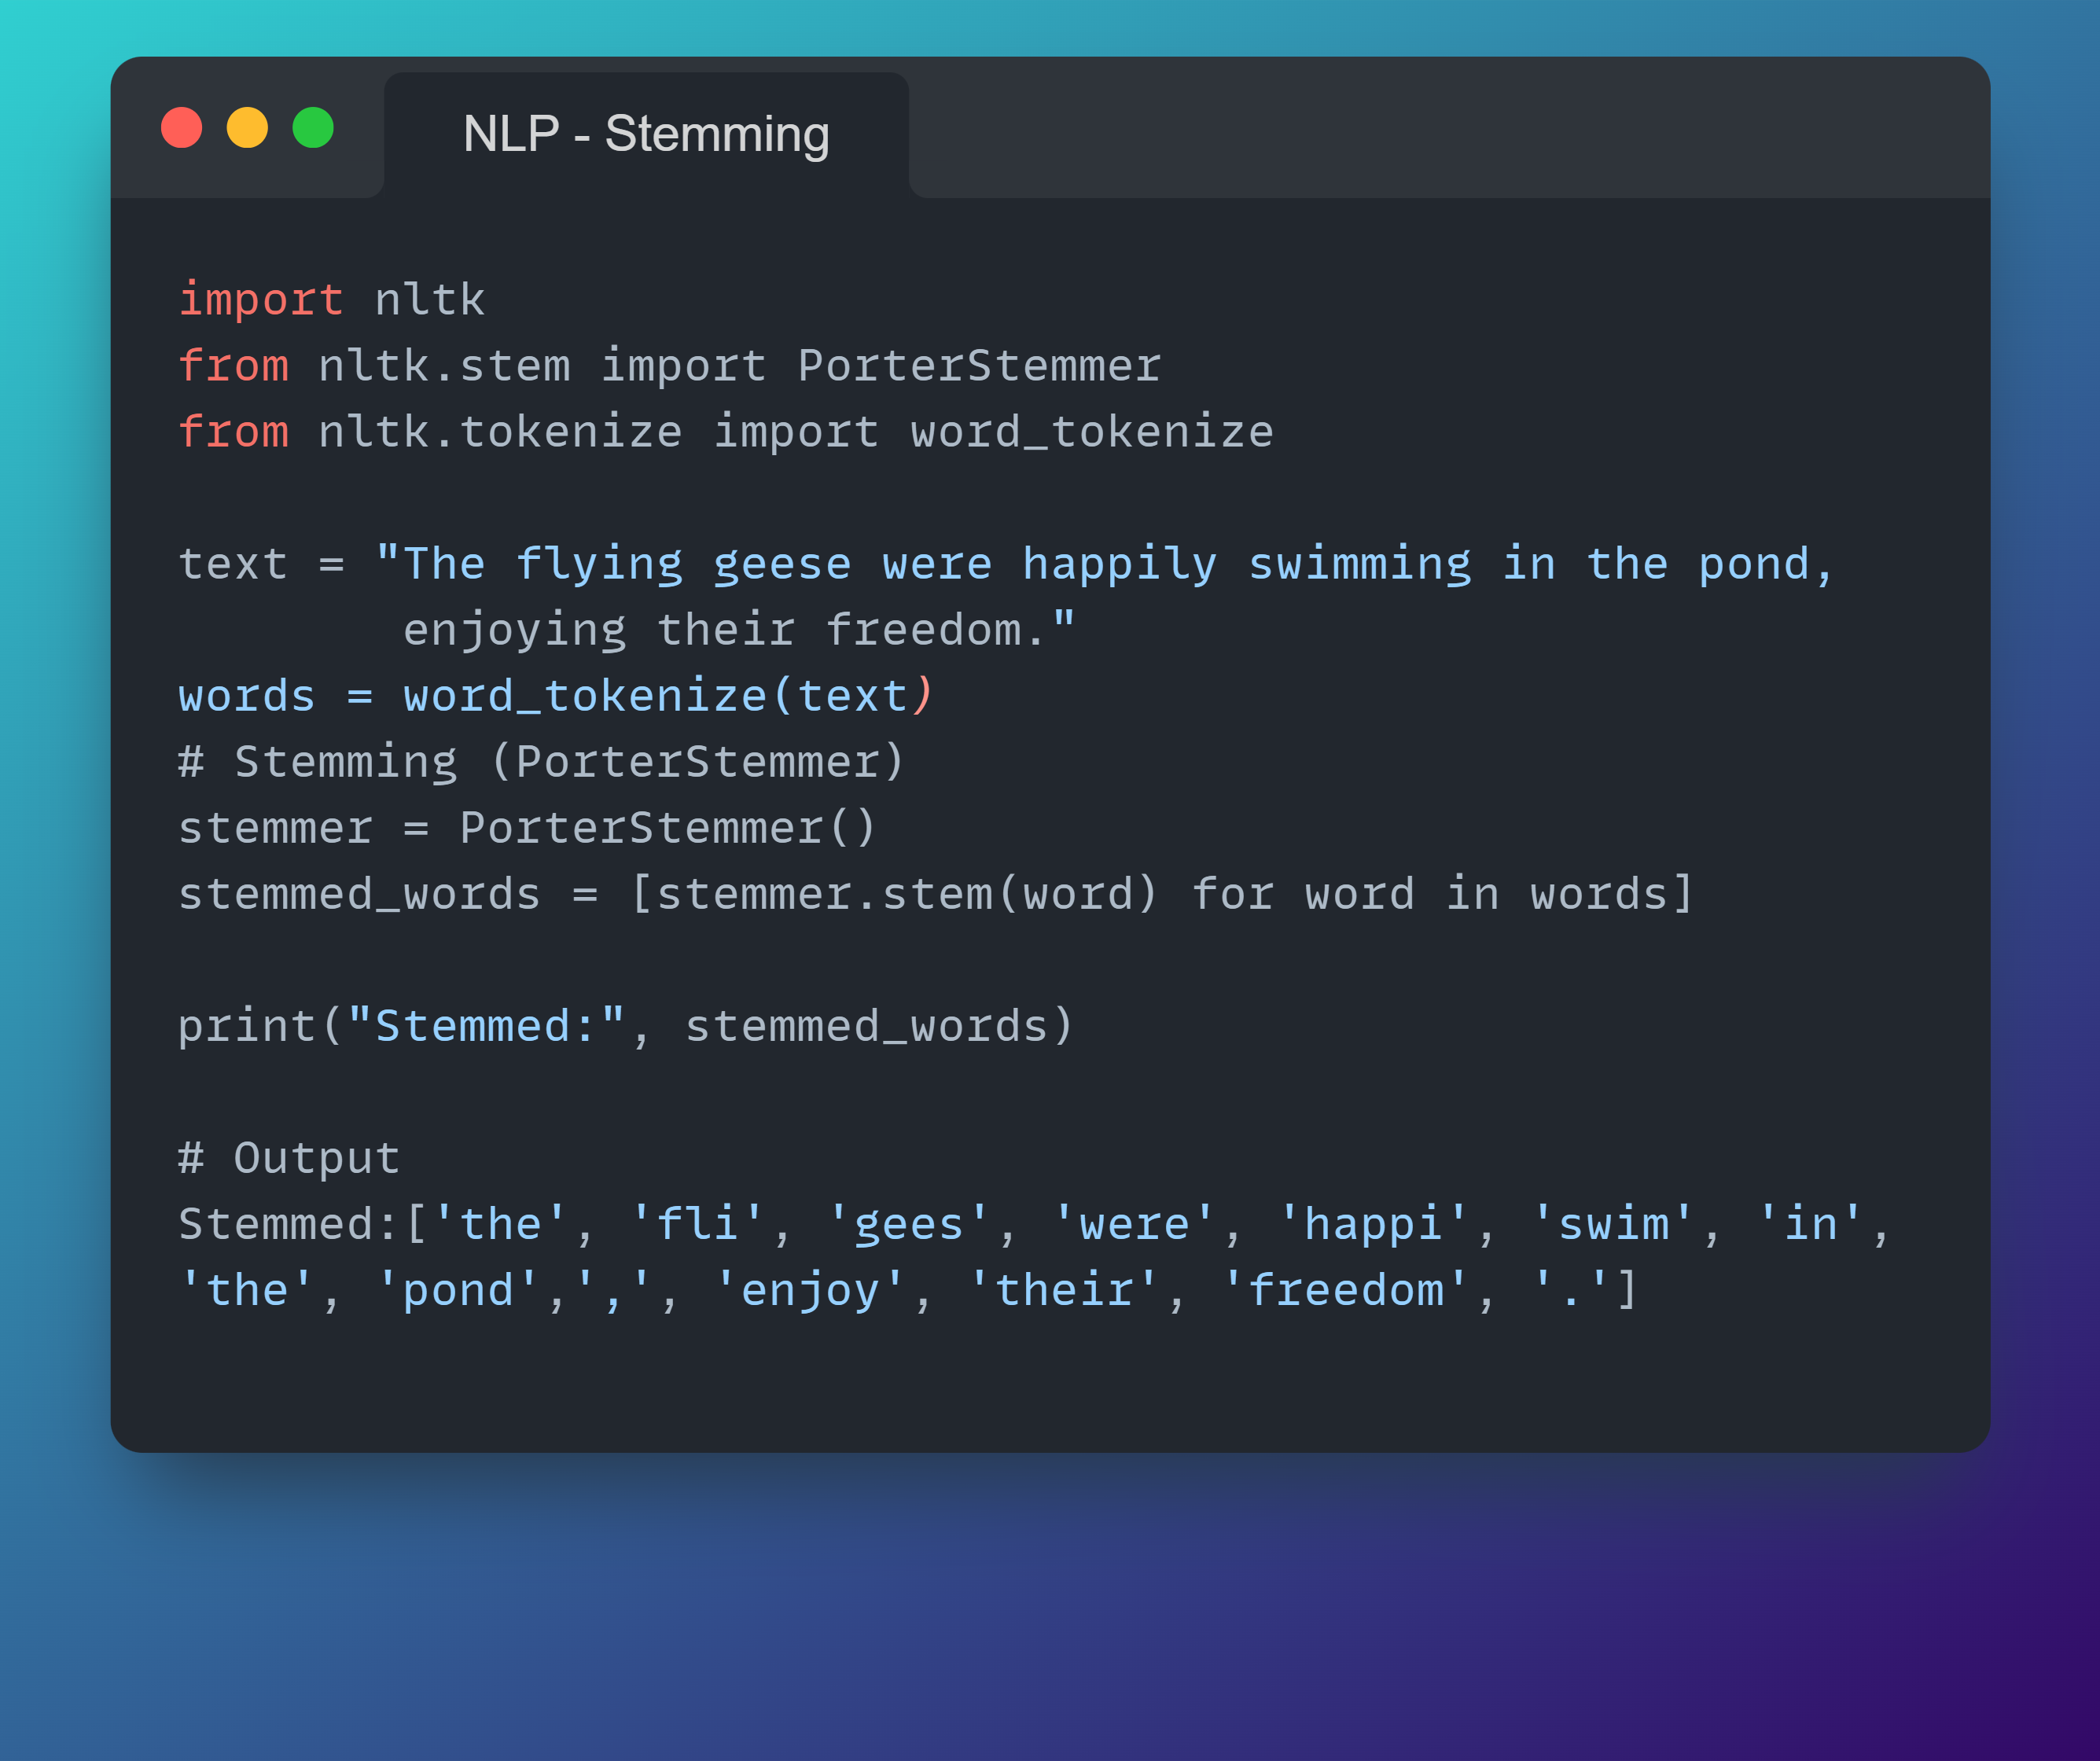 NLP - Stemming
import nltk
from nltk.stem import PorterStemmer
from nltk.tokenize import word_tokenize
text = "The flying geese were happily swimming in the pond,
        enjoying their freedom."
words = word_tokenize(text)
# Stemming (PorterStemmer)
stemmer = PorterStemmer()
stemmed_words = [stemmer.stem(word) for word in words]
print("Stemmed:", stemmed_words)
# Output
Stemmed:['the', 'fli', 'gees', 'were', 'happi', 'swim', 'in',
'the', 'pond',',', 'enjoy', 'their', 'freedom', '.']